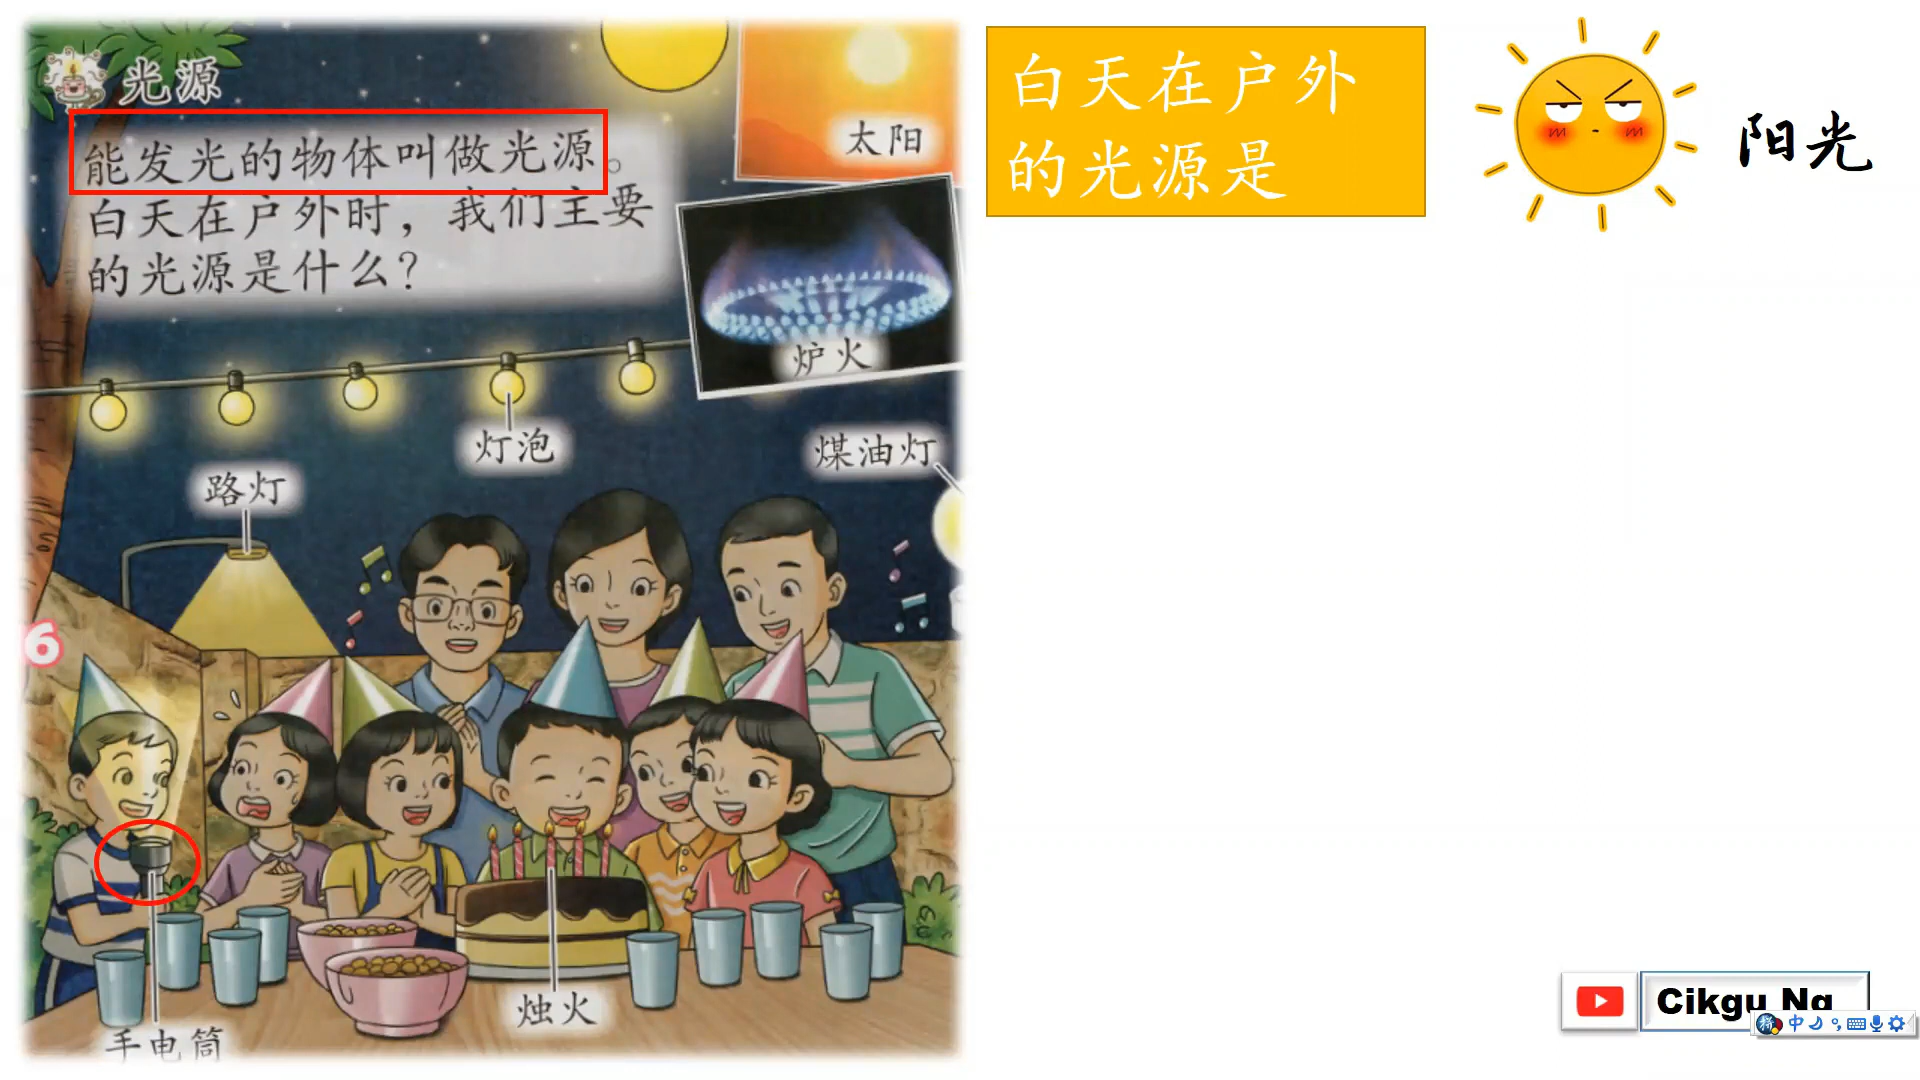 光源
能发光的物体叫做光源。
白天在户外时，我们主要
的光源是什么？
太阳
炉火
灯泡
煤油灯
路灯
6
烛火
手电筒
白天在户外
的光源是
阳光
Cikgu Ng
中